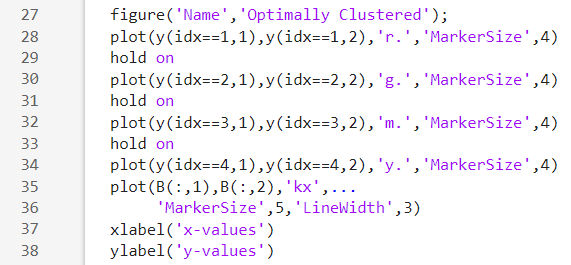 27 figure('Name','Optimally Clustered');
28 plot(y(idx==1,1),y(idx==1,2),'r.','MarkerSize',4)
29 hold on
30 plot(y(idx==2,1),y(idx==2,2),'g.','MarkerSize',4)
31 hold on
32 plot(y(idx==3,1),y(idx==3,2),'m.','MarkerSize',4)
33 hold on
34 plot(y(idx==4,1),y(idx==4,2),'y.','MarkerSize',4)
35 plot(B(:,1),B(:,2),'kx',...
36 'MarkerSize',5,'LineWidth',3)
37 xlabel('x-values')
38 ylabel('y-values')